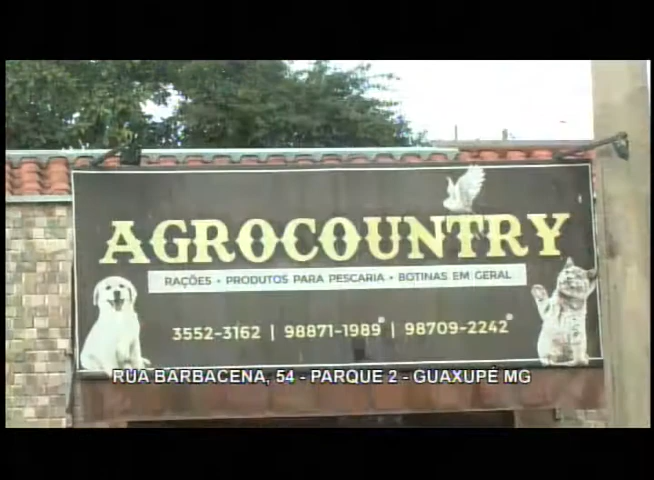 AGROCOUNTRY
RAÇÕES • PRODUTOS PARA PESCARIA • BOTINAS EM GERAL
3552-3162 | 98871-1989 | 98709-2242
RUA BARBACENA, 54 - PARQUE 2 - GUAXUPÉ MG